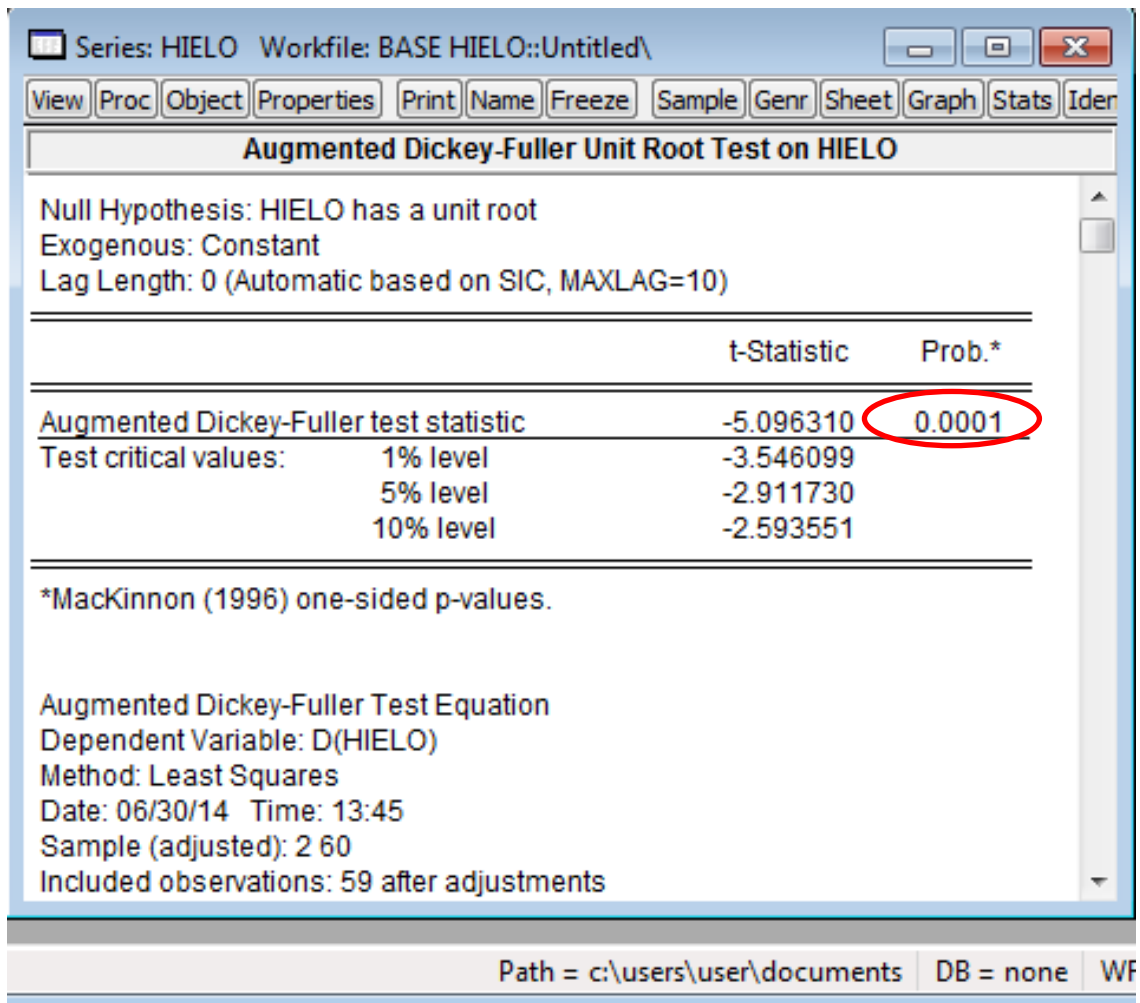 Series: HIELO Workfile: BASE HIELO::Untitled\
View Proc Object Properties Print Name Freeze Sample Genr Sheet Graph Stats Iden
Augmented Dickey-Fuller Unit Root Test on HIELO
Null Hypothesis: HIELO has a unit root
Exogenous: Constant
Lag Length: 0 (Automatic based on SIC, MAXLAG=10)
t-Statistic Prob.*
Augmented Dickey-Fuller test statistic -5.096310 0.0001
Test critical values: 1% level -3.546099
5% level -2.911730
10% level -2.593551
*MacKinnon (1996) one-sided p-values.
Augmented Dickey-Fuller Test Equation
Dependent Variable: D(HIELO)
Method: Least Squares
Date: 06/30/14 Time: 13:45
Sample (adjusted): 2 60
Included observations: 59 after adjustments
Path = c:\users\user\documents DB = none WF